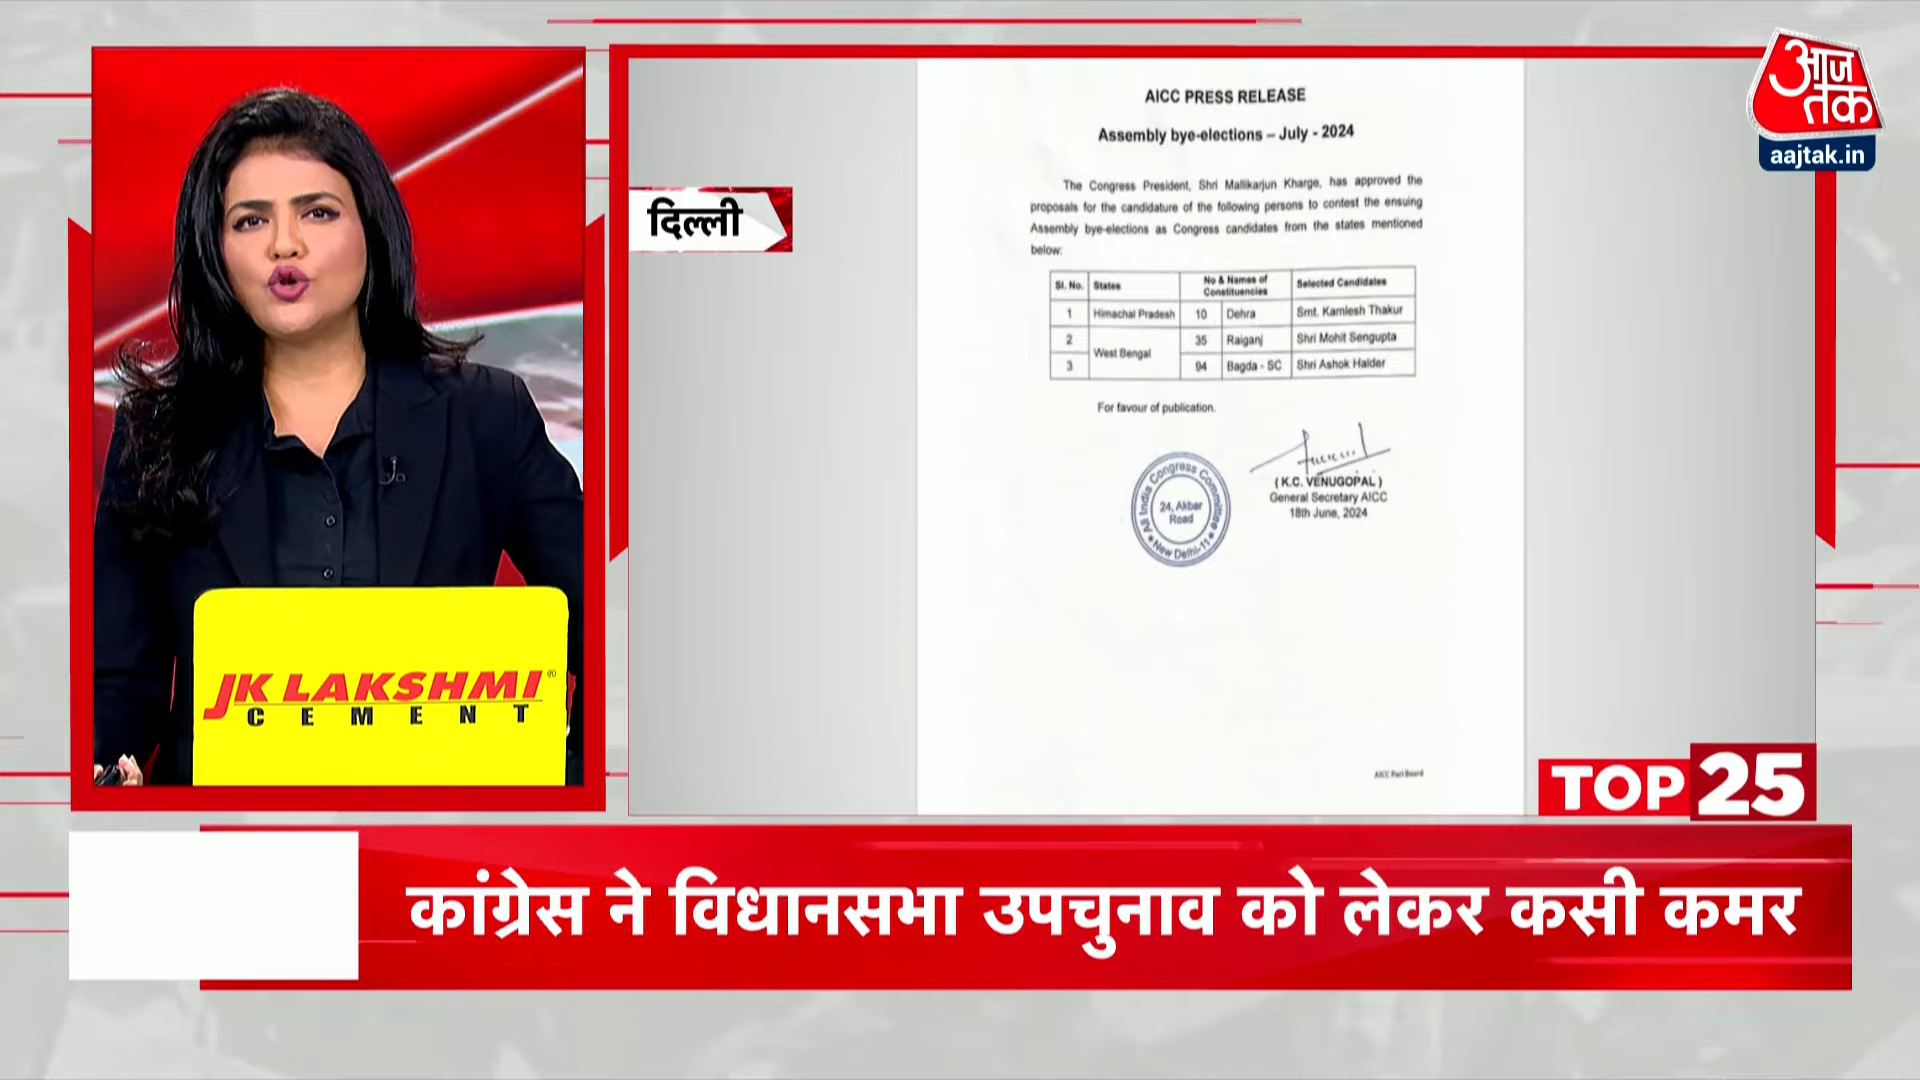 आज
तक
aajtak.in
दिल्ली
AICC PRESS RELEASE
Assembly bye-elections – July - 2024
The Congress President, Shri Mallikarjun Kharge, has approved the
proposals for the candidature of the following persons to contest the ensuing
Assembly bye-elections as Congress candidates from the states mentioned
below:
Sl. No. States No & Names of Constituencies Selected Candidates
1 Himachal Pradesh 10 Dehra Smt. Kamlesh Thakur
2 West Bengal 35 Raiganj Shri Mohit Sengupta
3 94 Bagda - SC Shri Ashok Halder
For favour of publication.
All India Congress Committee
24, Akbar
Road
New Delhi-11
( K.C. VENUGOPAL )
General Secretary AICC
18th June, 2024
JK LAKSHMI
CEMENT
TOP 25
कांग्रेस ने विधानसभा उपचुनाव को लेकर कसी कमर